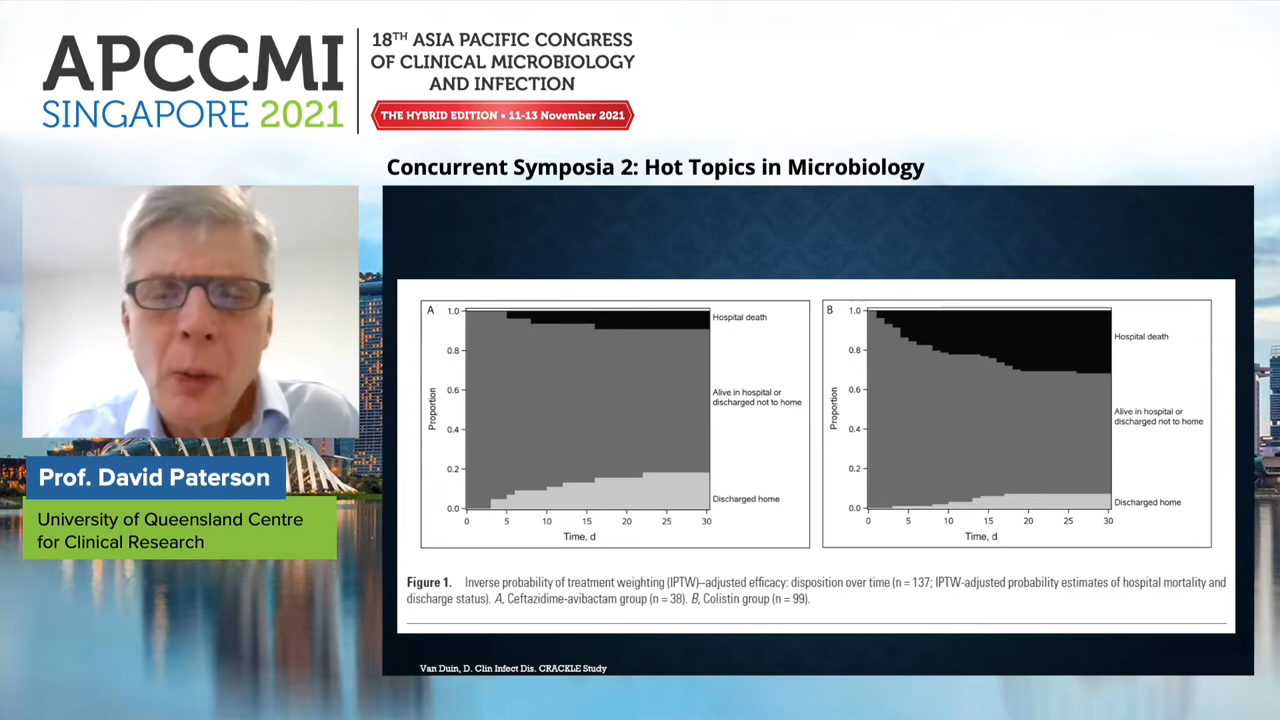 APCCMI
SINGAPORE 2021
18TH ASIA PACIFIC CONGRESS
OF CLINICAL MICROBIOLOGY
AND INFECTION
THE HYBRID EDITION • 11-13 November 2021
Concurrent Symposia 2: Hot Topics in Microbiology
Prof. David Paterson
University of Queensland Centre
for Clinical Research
A
1.0
0.8
0.6
0.4
0.2
0.0
Proportion
0 5 10 15 20 25 30
Time, d
Hospital death
Alive in hospital or
discharged not to home
Discharged home
B
1.0
0.8
0.6
0.4
0.2
0.0
Proportion
0 5 10 15 20 25 30
Time, d
Hospital death
Alive in hospital or
discharged not to home
Discharged home
Figure 1. Inverse probability of treatment weighting (IPTW)–adjusted efficacy: disposition over time (n = 137; IPTW-adjusted probability estimates of hospital mortality and
discharge status). A, Ceftazidime-avibactam group (n = 38). B, Colistin group (n = 99).
Van Duin, D. Clin Infect Dis. CRACKLE Study